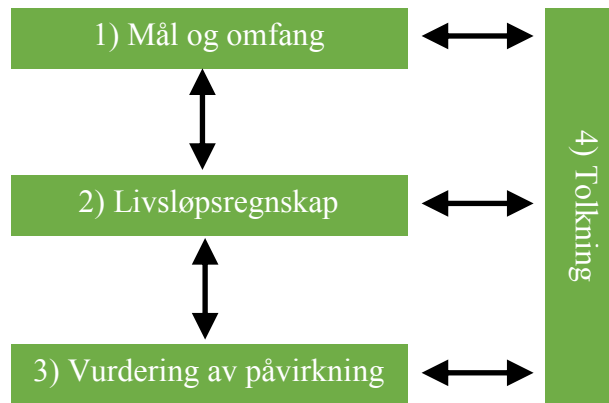 1) Mål og omfang
2) Livsløpsregnskap
3) Vurdering av påvirkning
4) Tolkning